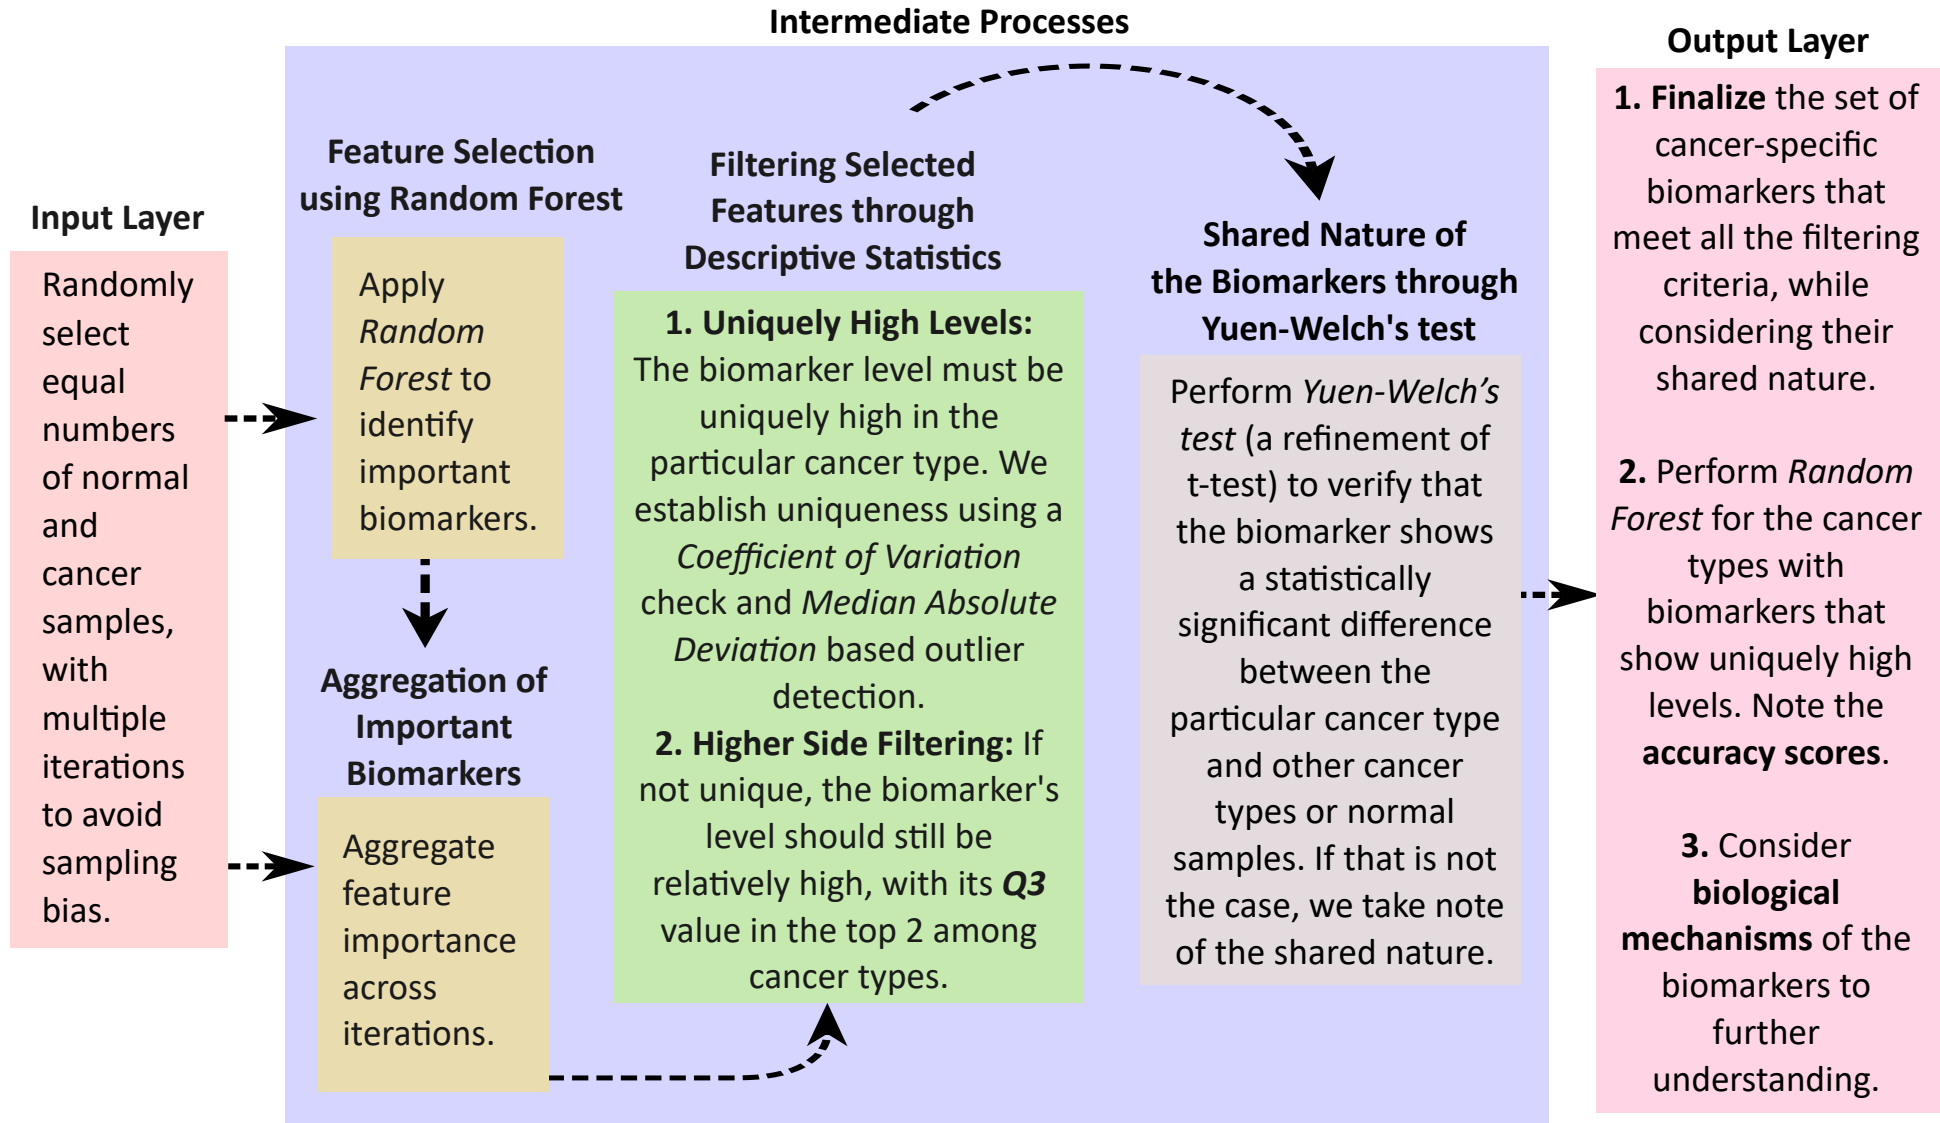 Intermediate Processes
Input Layer
Randomly
select
equal
numbers
of normal
and
cancer
samples,
with
multiple
iterations
to avoid
sampling
bias.
Feature Selection
using Random Forest
Apply
Random
Forest to
identify
important
biomarkers.
Aggregation of
Important
Biomarkers
Aggregate
feature
importance
across
iterations.
Filtering Selected
Features through
Descriptive Statistics
1. Uniquely High Levels:
The biomarker level must be
uniquely high in the
particular cancer type. We
establish uniqueness using a
Coefficient of Variation
check and Median Absolute
Deviation based outlier
detection.
2. Higher Side Filtering: If
not unique, the biomarker's
level should still be
relatively high, with its Q3
value in the top 2 among
cancer types.
Shared Nature of
the Biomarkers through
Yuen-Welch's test
Perform Yuen-Welch’s
test (a refinement of
t-test) to verify that
the biomarker shows
a statistically
significant difference
between the
particular cancer type
and other cancer
types or normal
samples. If that is not
the case, we take note
of the shared nature.
Output Layer
1. Finalize the set of
cancer-specific
biomarkers that
meet all the filtering
criteria, while
considering their
shared nature.
2. Perform Random
Forest for the cancer
types with
biomarkers that
show uniquely high
levels. Note the
accuracy scores.
3. Consider
biological
mechanisms of the
biomarkers to
further
understanding.